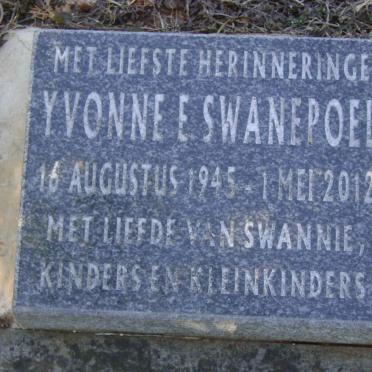 MET LIEFSTE HERINNERINGE
YVONNE E SWANEPOEL
16 AUGUSTUS 1945 - 1 MEI 2012
MET LIEFDE VAN SWANNIE,
KINDERS EN KLEINKINDERS